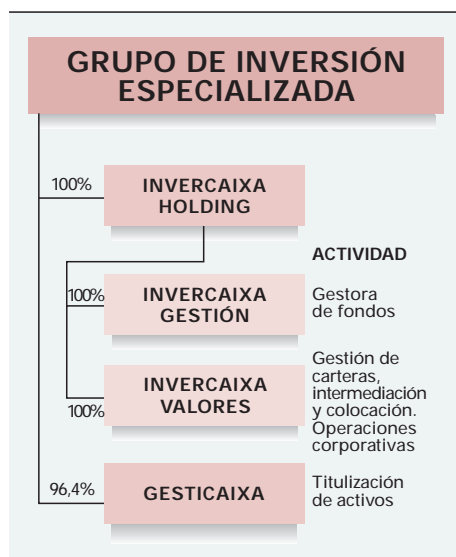 GRUPO DE INVERSIÓN
ESPECIALIZADA
100%
INVERCAIXA
HOLDING
ACTIVIDAD
100%
INVERCAIXA
GESTIÓN
Gestora
de fondos
100%
INVERCAIXA
VALORES
Gestión de
carteras,
intermediación
y colocación.
Operaciones
corporativas
96,4%
GESTICAIXA
Titulización
de activos